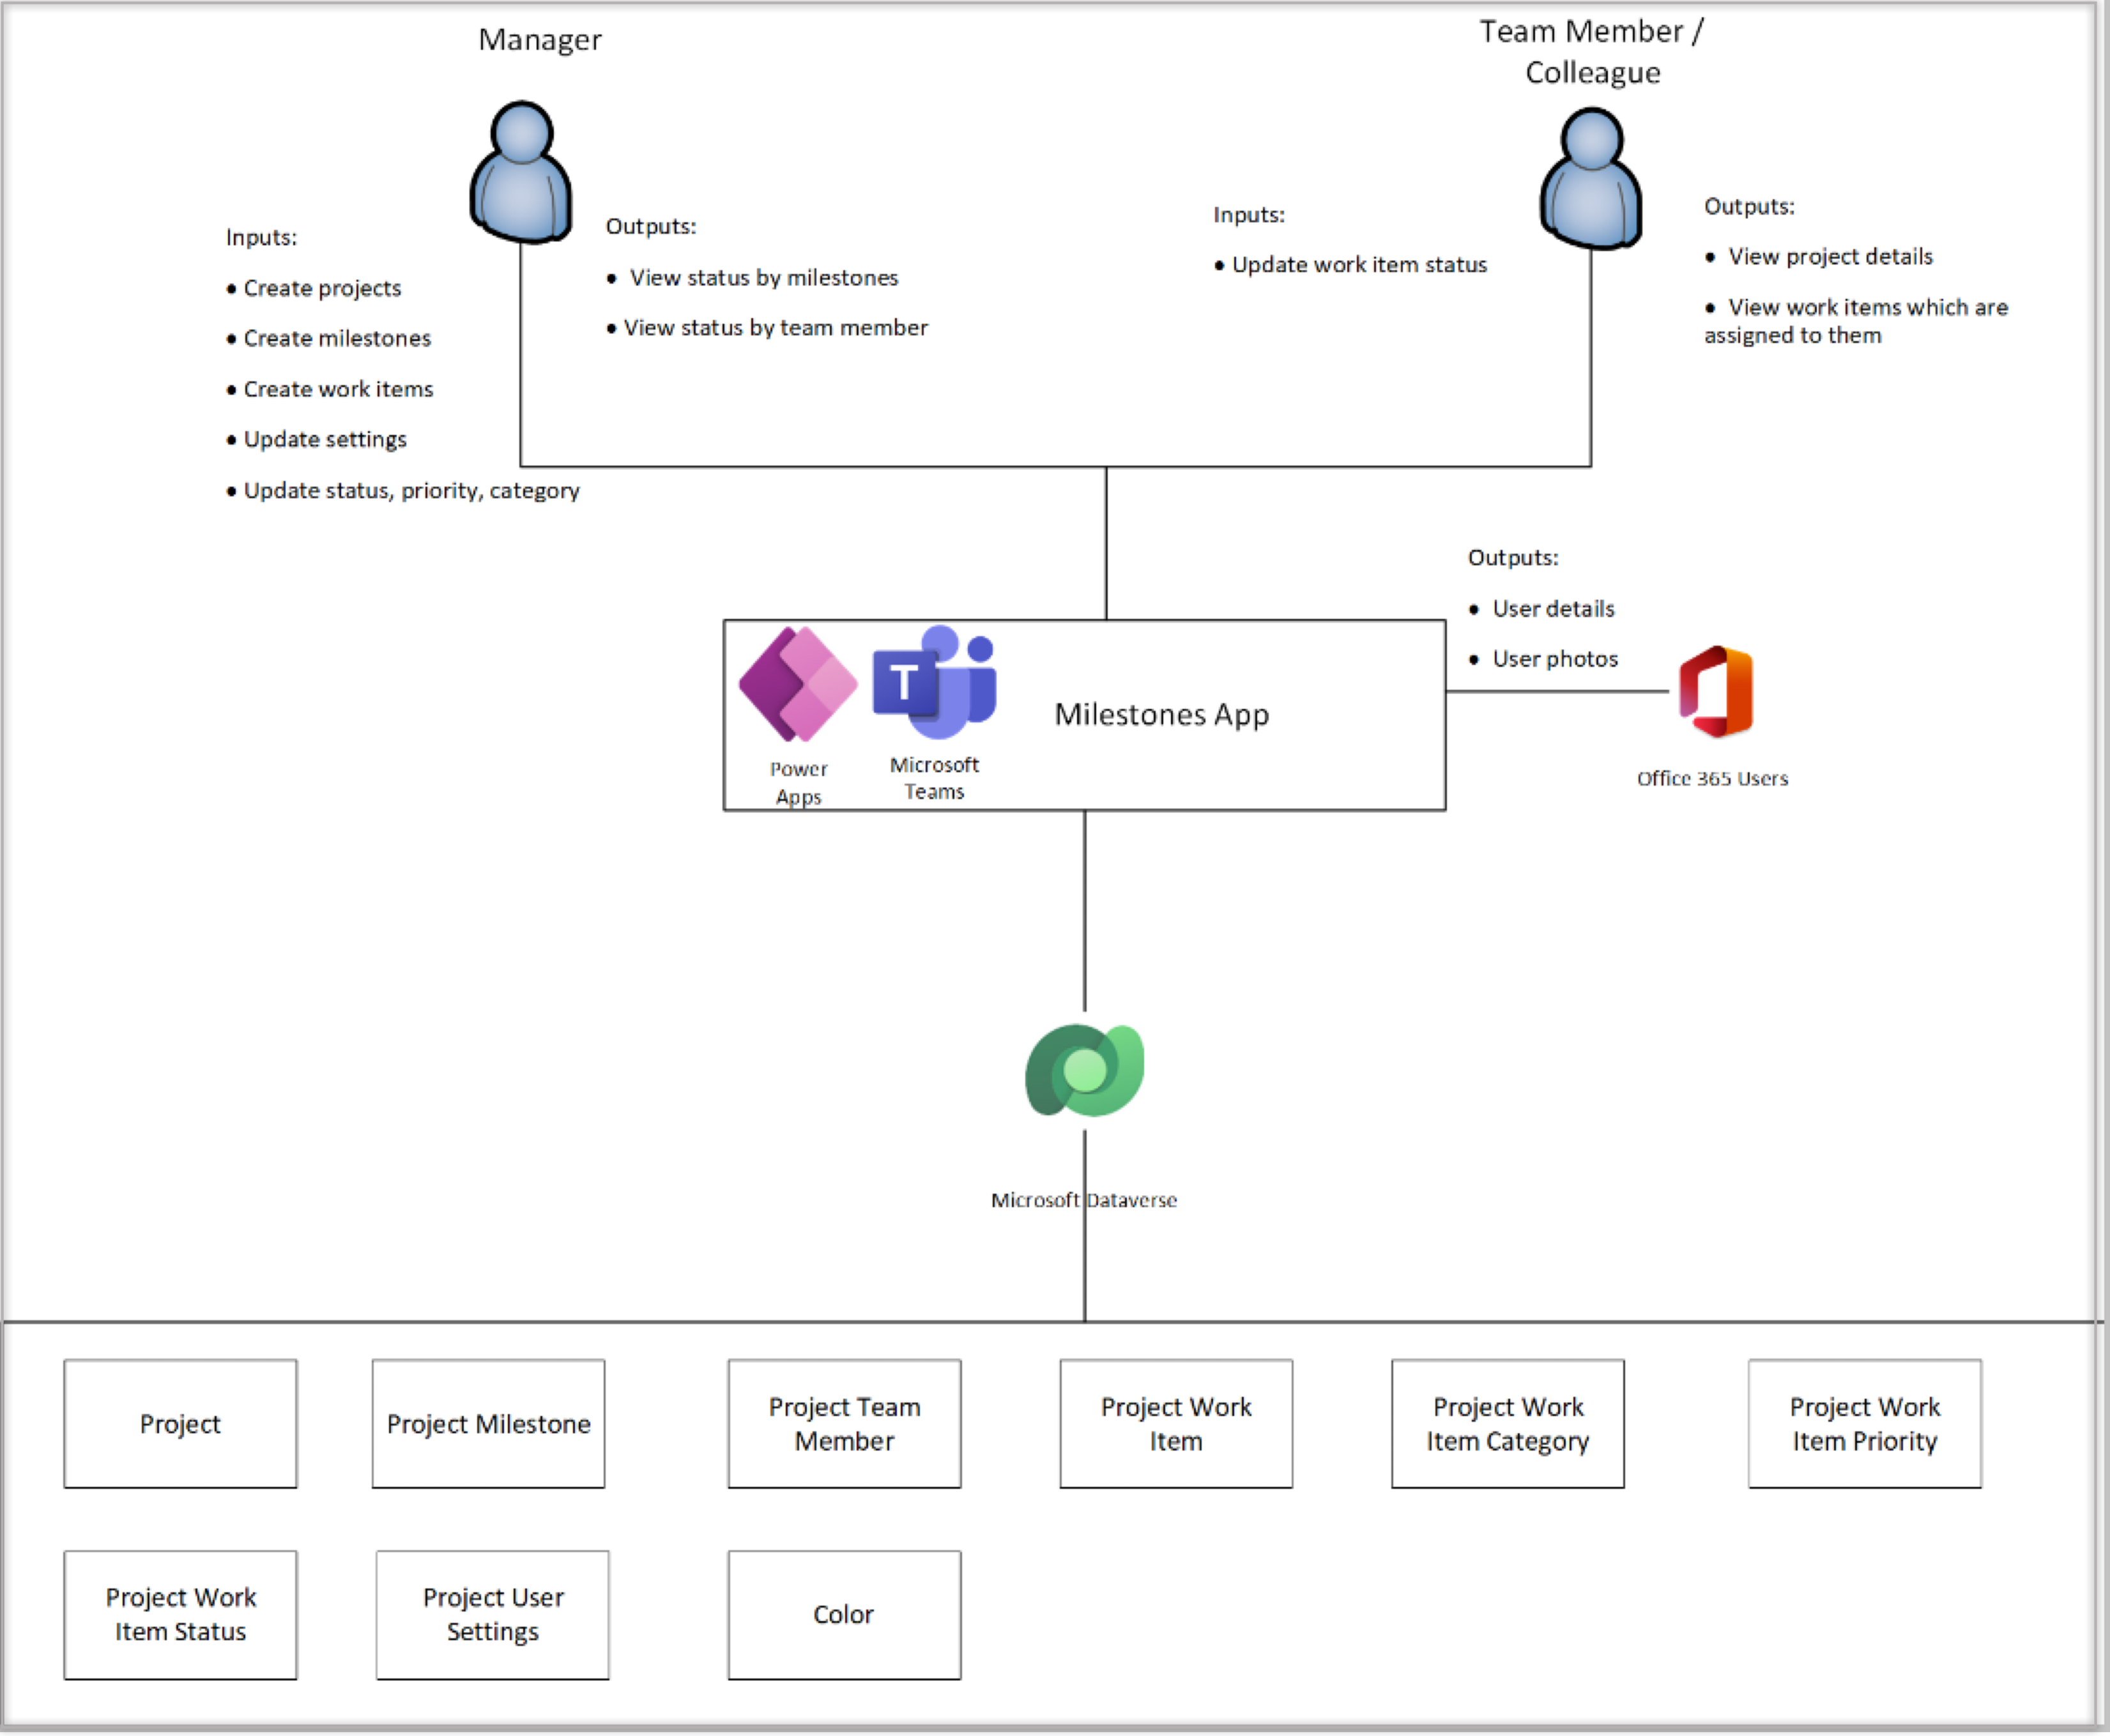 Manager
Team Member /
Colleague
Inputs:
• Create projects
• Create milestones
• Create work items
• Update settings
• Update status, priority, category
Outputs:
• View status by milestones
• View status by team member
Inputs:
• Update work item status
Outputs:
• View project details
• View work items which are
assigned to them
Outputs:
• User details
• User photos
T
Power
Apps
Microsoft
Teams
Milestones App
Office 365 Users
Microsoft Dataverse
Project
Project Milestone
Project Team
Member
Project Work
Item
Project Work
Item Category
Project Work
Item Priority
Project Work
Item Status
Project User
Settings
Color